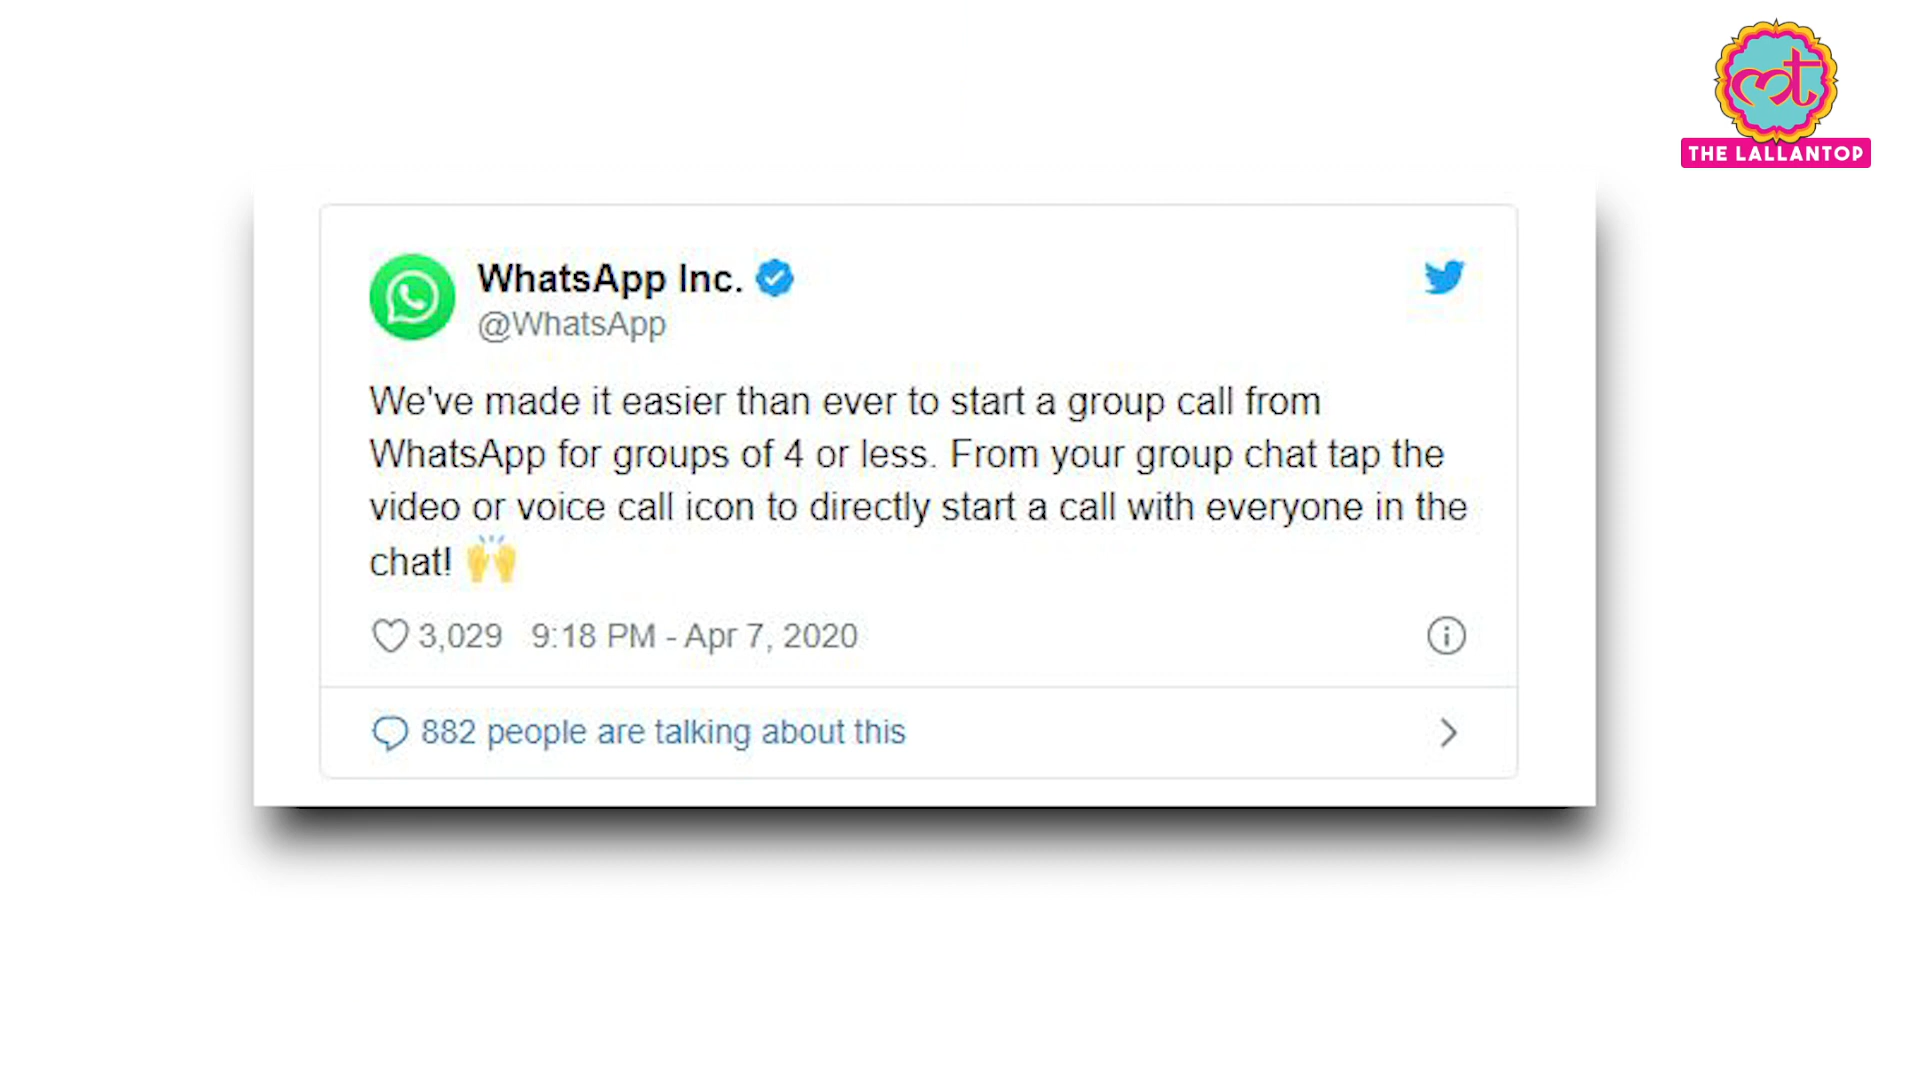 THE LALLANTOP
WhatsApp Inc.
@WhatsApp
We've made it easier than ever to start a group call from
WhatsApp for groups of 4 or less. From your group chat tap the
video or voice call icon to directly start a call with everyone in the
chat! 🙌
3,029 9:18 PM - Apr 7, 2020
882 people are talking about this